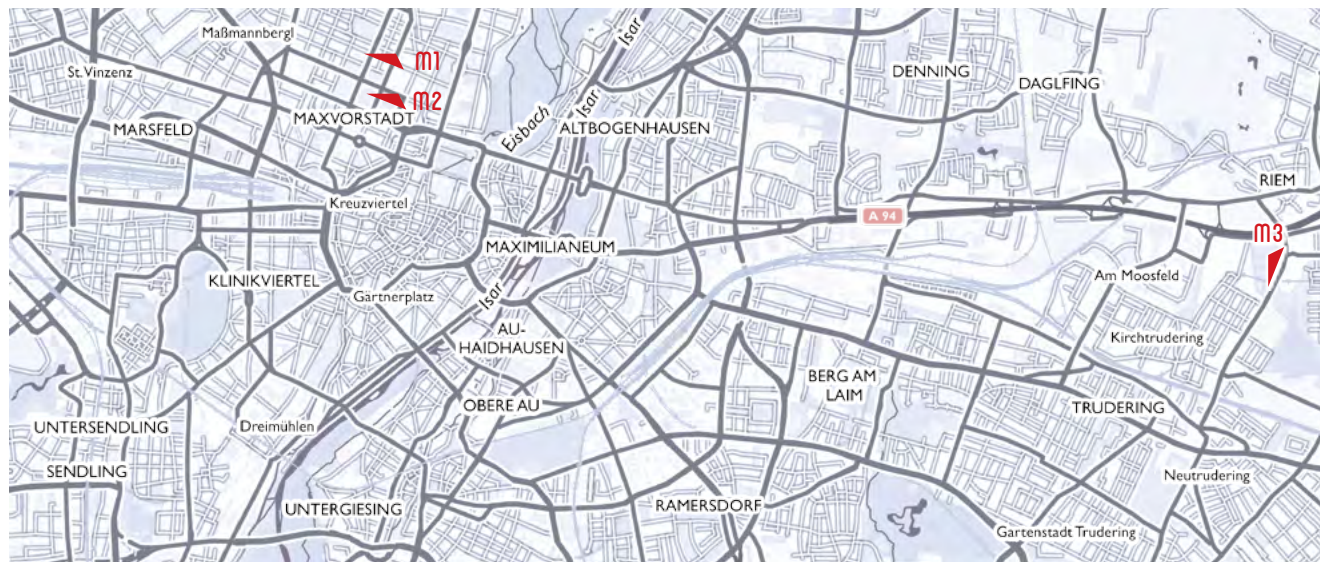 Maßmannbergl
Isar
M1
St. Vinzenz
DENNING
DAGLFING
M2
Isar
MAXVORSTADT
Eisbach
MARSFELD
ALTBOGENHAUSEN
RIEM
Kreuzviertel
A 94
M3
MAXIMILIANEUM
KLINIKVIERTEL
Am Moosfeld
Gärtnerplatz
Isar
AU-
HAIDHAUSEN
Kirchtrudering
BERG AM
LAIM
OBERE AU
TRUDERING
UNTERSENDLING
Dreimühlen
SENDLING
Neutrudering
UNTERGIESING
RAMERSDORF
Gartenstadt Trudering